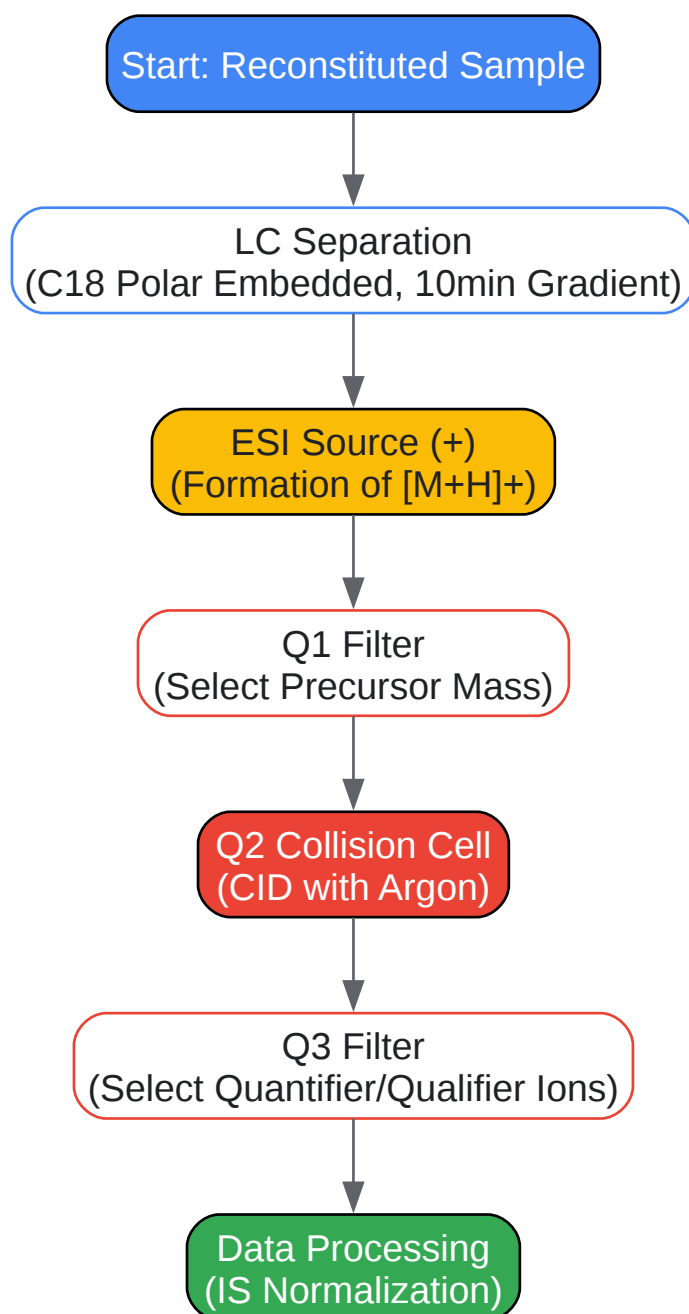 Start: Reconstituted Sample
LC Separation
(C18 Polar Embedded, 10min Gradient)
ESI Source (+)
(Formation of [M+H]+)
Q1 Filter
(Select Precursor Mass)
Q2 Collision Cell
(CID with Argon)
Q3 Filter
(Select Quantifier/Qualifier Ions)
Data Processing
(IS Normalization)